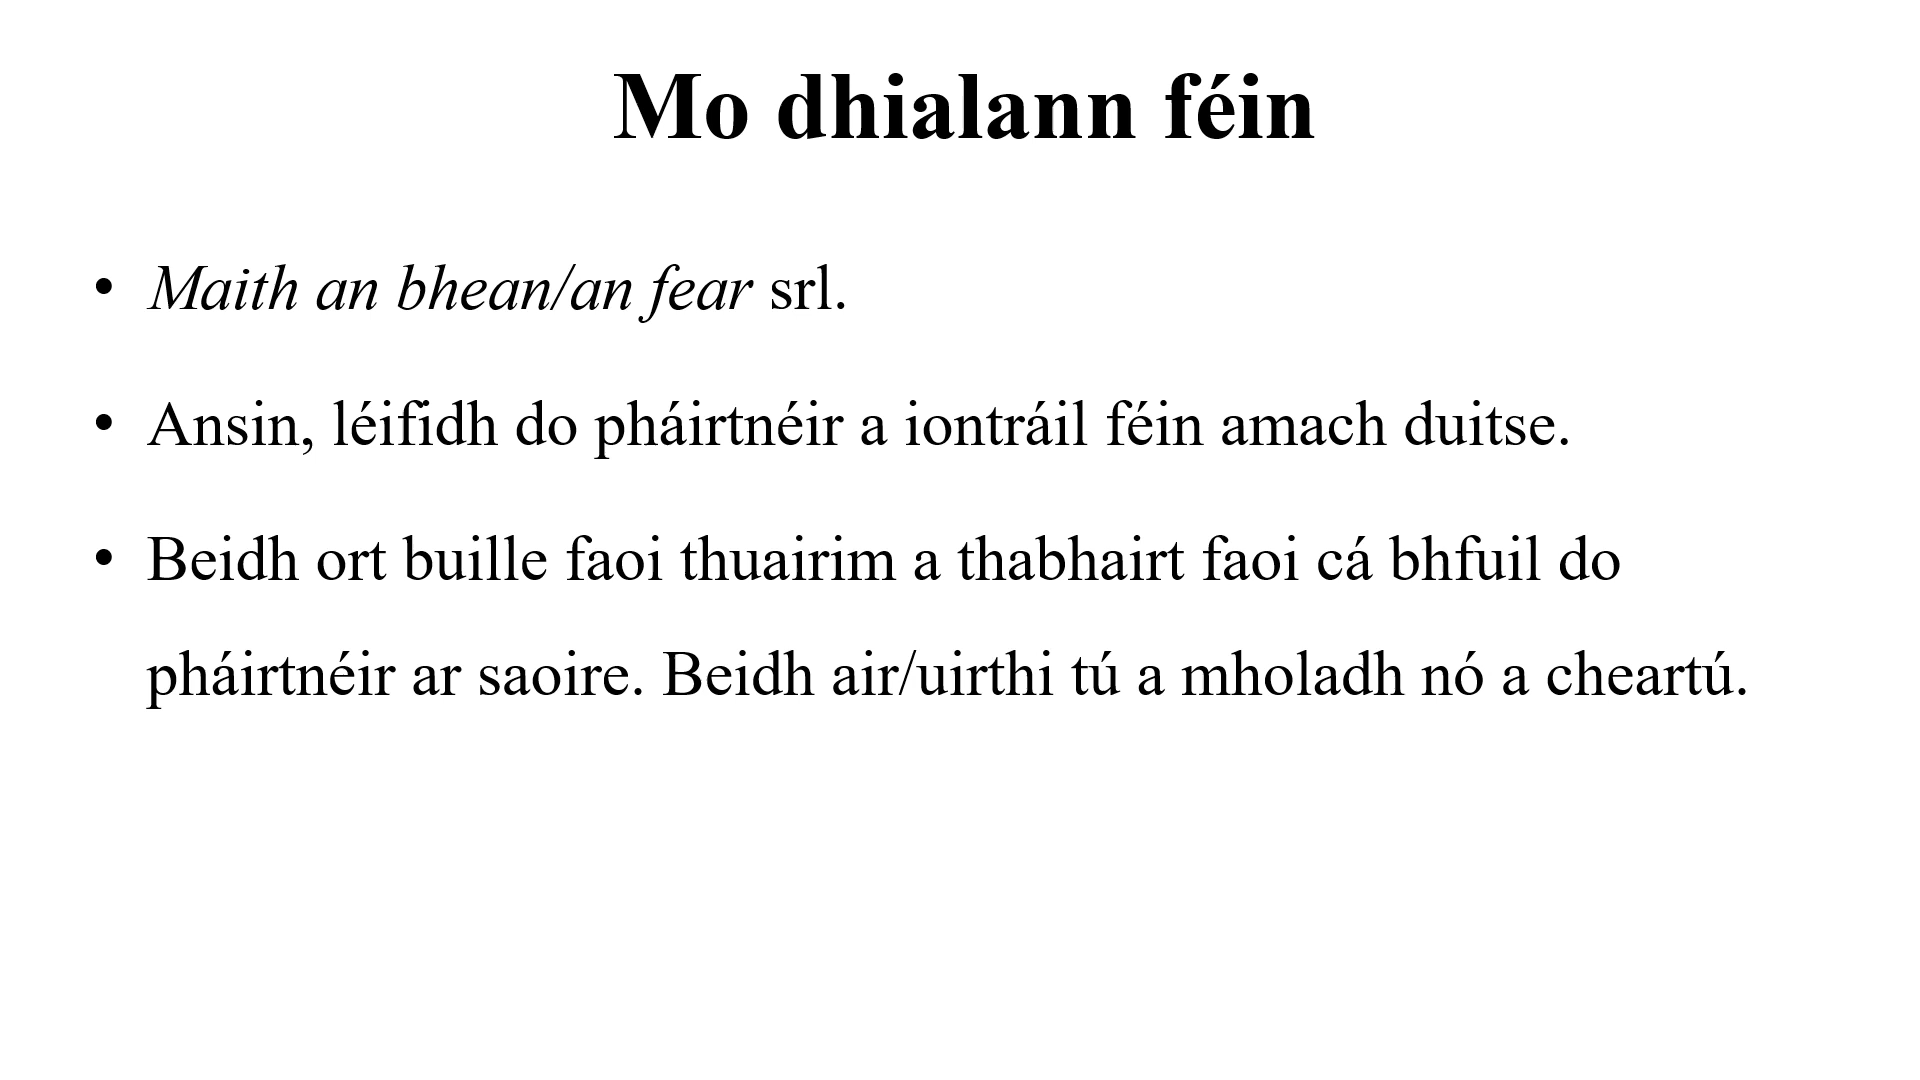 Mo dhialann féin
• Maith an bhean/an fear srl.
• Ansin, léifidh do pháirtnéir a iontráil féin amach duitse.
• Beidh ort buille faoi thuairim a thabhairt faoi cá bhfuil do
pháirtnéir ar saoire. Beidh air/uirthi tú a mholadh nó a cheartú.